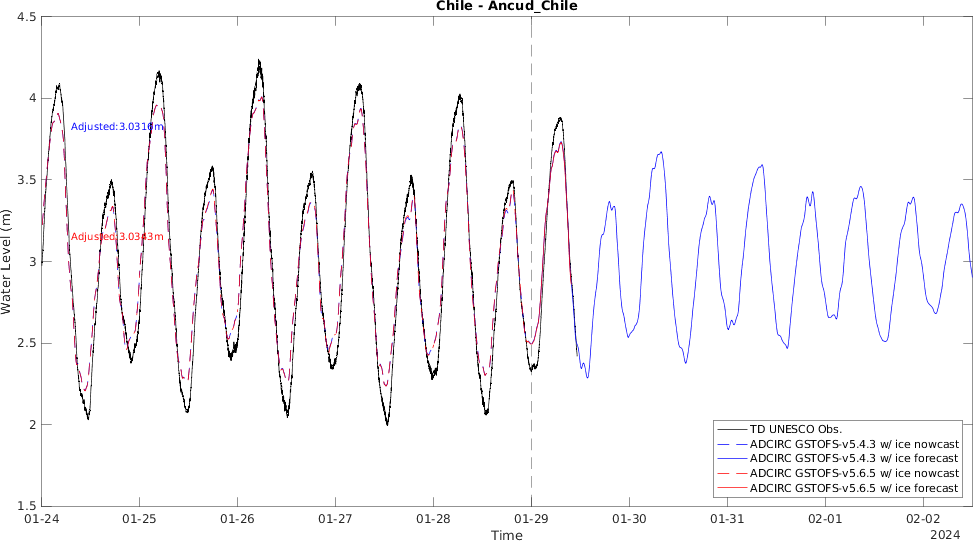 Chile - Ancud_Chile
4.5
4
3.5
3
2.5
2
1.5
Water Level (m)
Adjusted:3.0316m
Adjusted:3.0343m
TD UNESCO Obs.
ADCIRC GSTOFS-v5.4.3 w/ ice nowcast
ADCIRC GSTOFS-v5.4.3 w/ ice forecast
ADCIRC GSTOFS-v5.6.5 w/ ice nowcast
ADCIRC GSTOFS-v5.6.5 w/ ice forecast
01-24 01-25 01-26 01-27 01-28 01-29 01-30 01-31 02-01 02-02
Time
2024